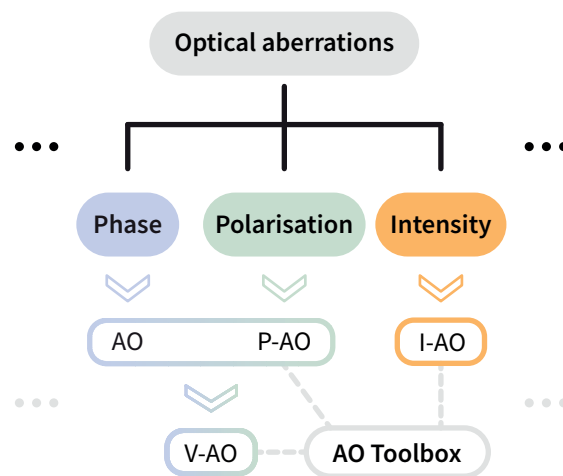 Optical aberrations
Phase
Polarisation
Intensity
AO
P-AO
I-AO
V-AO
AO Toolbox